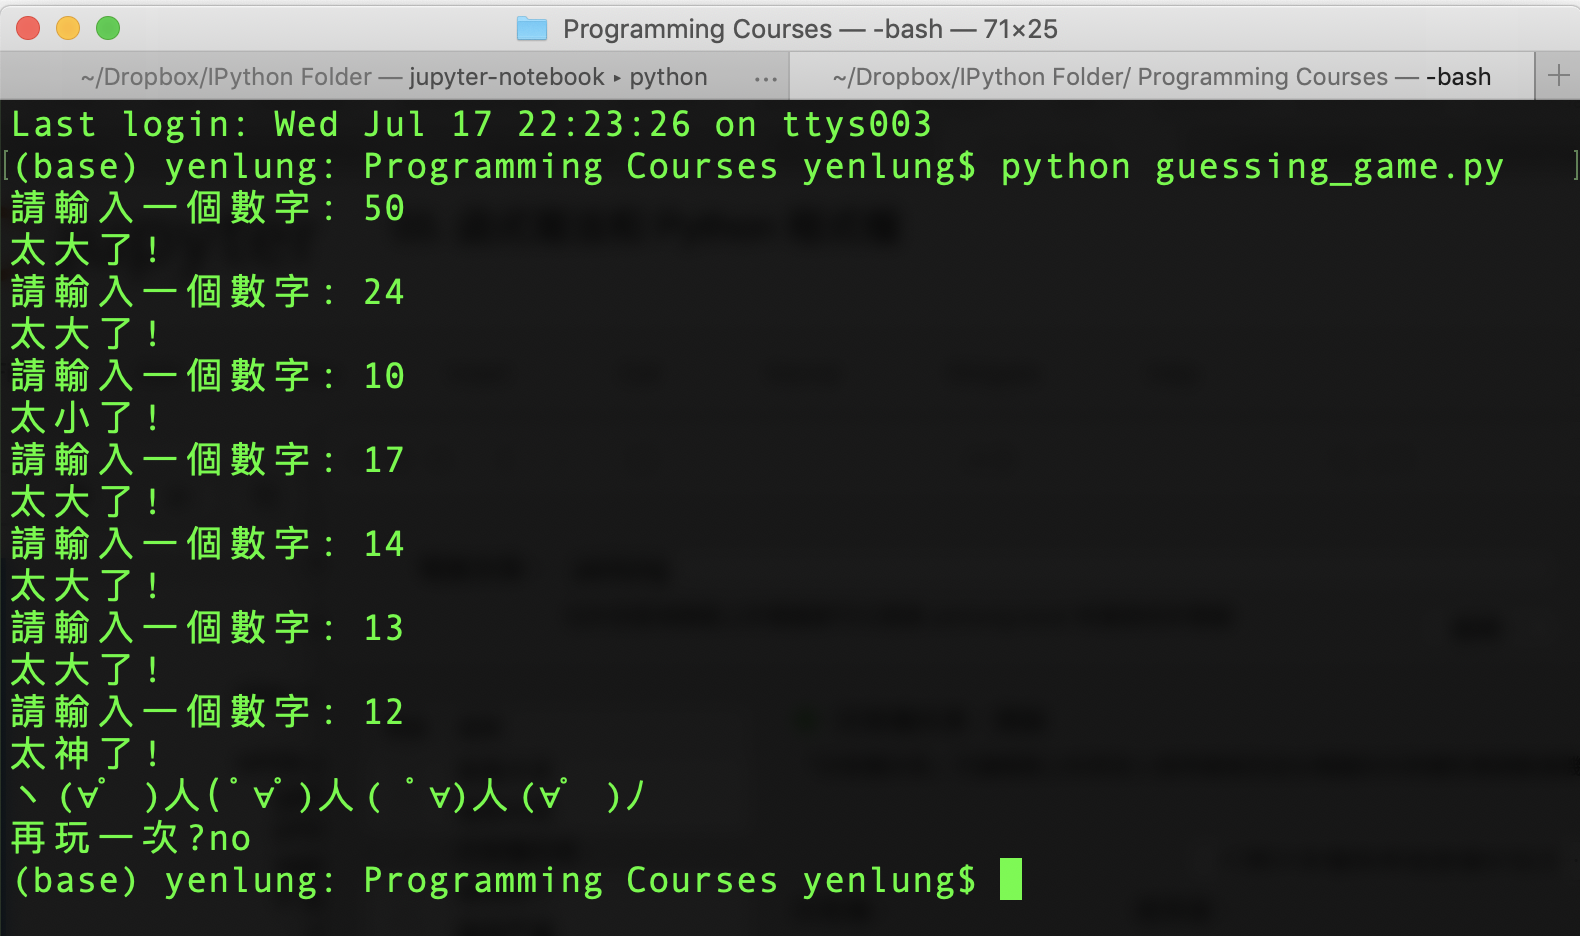 Programming Courses — -bash — 71×25
~/Dropbox/IPython Folder — jupyter-notebook ▸ python ... ~/Dropbox/IPython Folder/ Programming Courses — -bash +
Last login: Wed Jul 17 22:23:26 on ttys003
(base) yenlung: Programming Courses yenlung$ python guessing_game.py
請輸入一個數字: 50
太大了!
請輸入一個數字: 24
太大了!
請輸入一個數字: 10
太小了!
請輸入一個數字: 17
太大了!
請輸入一個數字: 14
太大了!
請輸入一個數字: 13
太大了!
請輸入一個數字: 12
太神了!
ヽ(∀ﾟ )人(ﾟ∀ﾟ)人( ﾟ∀)人(∀ﾟ )ﾉ
再玩一次?no
(base) yenlung: Programming Courses yenlung$